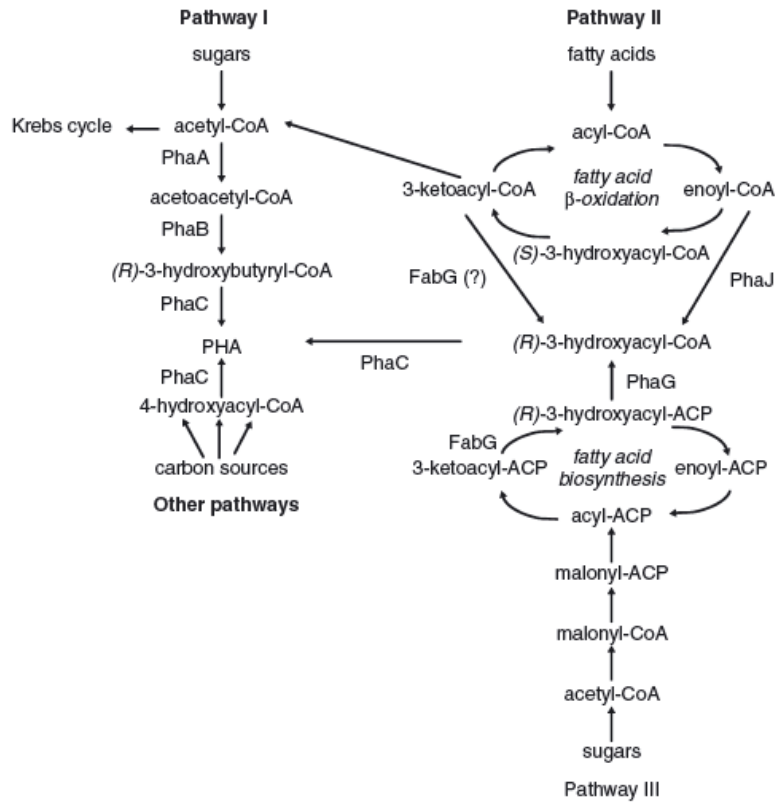 Pathway I
sugars
Krebs cycle
acetyl-CoA
PhaA
acetoacetyl-CoA
PhaB
(R)-3-hydroxybutyryl-CoA
PhaC
PHA
PhaC
4-hydroxyacyl-CoA
carbon sources
Other pathways
Pathway II
fatty acids
acyl-CoA
3-ketoacyl-CoA
fatty acid
β-oxidation
enoyl-CoA
(S)-3-hydroxyacyl-CoA
FabG (?)
PhaJ
(R)-3-hydroxyacyl-CoA
PhaC
PhaG
(R)-3-hydroxyacyl-ACP
FabG
3-ketoacyl-ACP
fatty acid
biosynthesis
enoyl-ACP
acyl-ACP
malonyl-ACP
malonyl-CoA
acetyl-CoA
sugars
Pathway III